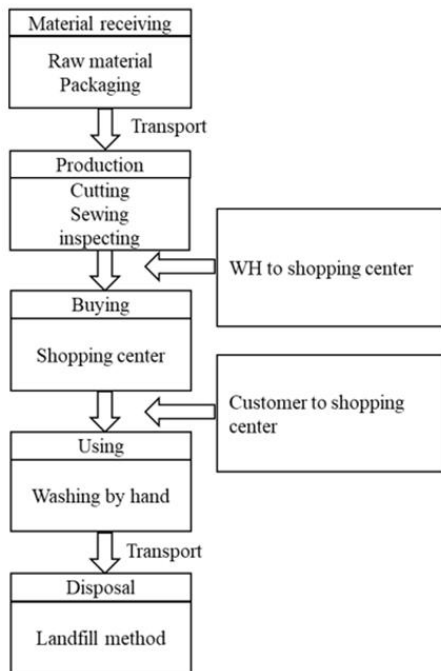 Material receiving
Raw material
Packaging
Transport
Production
Cutting
Sewing
inspecting
WH to shopping center
Buying
Shopping center
Customer to shopping
center
Using
Washing by hand
Transport
Disposal
Landfill method